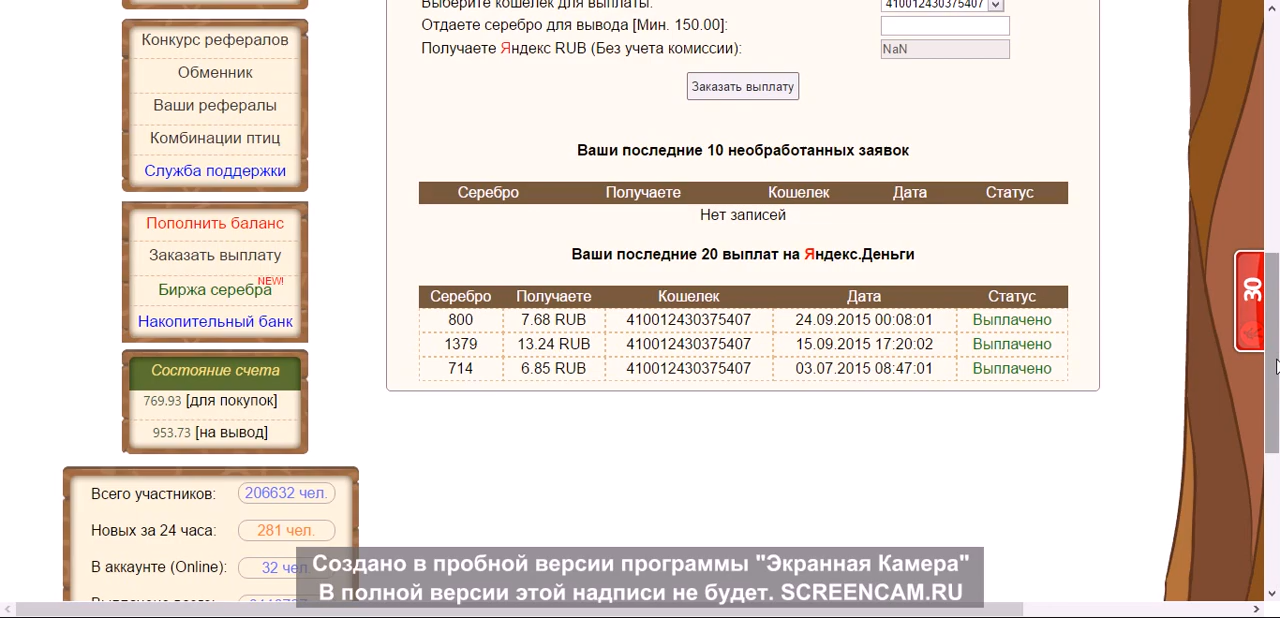 Конкурс рефералов
Обменник
Ваши рефералы
Комбинации птиц
Служба поддержки
Пополнить баланс
Заказать выплату
Биржа серебра NEW!
Накопительный банк
Состояние счета
769.93 [для покупок]
953.73 [на вывод]
Всего участников: 206632 чел.
Новых за 24 часа: 281 чел.
В аккаунте (Online): 32 чел.
Выберите кошелек для выплаты: 410012430375407
Отдаете серебро для вывода [Мин. 150.00]:
Получаете Яндекс RUB (Без учета комиссии): NaN
Заказать выплату
Ваши последние 10 необработанных заявок
Серебро Получаете Кошелек Дата Статус
Нет записей
Ваши последние 20 выплат на Яндекс.Деньги
Серебро Получаете Кошелек Дата Статус
800 7.68 RUB 410012430375407 24.09.2015 00:08:01 Выплачено
1379 13.24 RUB 410012430375407 15.09.2015 17:20:02 Выплачено
714 6.85 RUB 410012430375407 03.07.2015 08:47:01 Выплачено
30
Создано в пробной версии программы "Экранная Камера"
В полной версии этой надписи не будет. SCREENCAM.RU